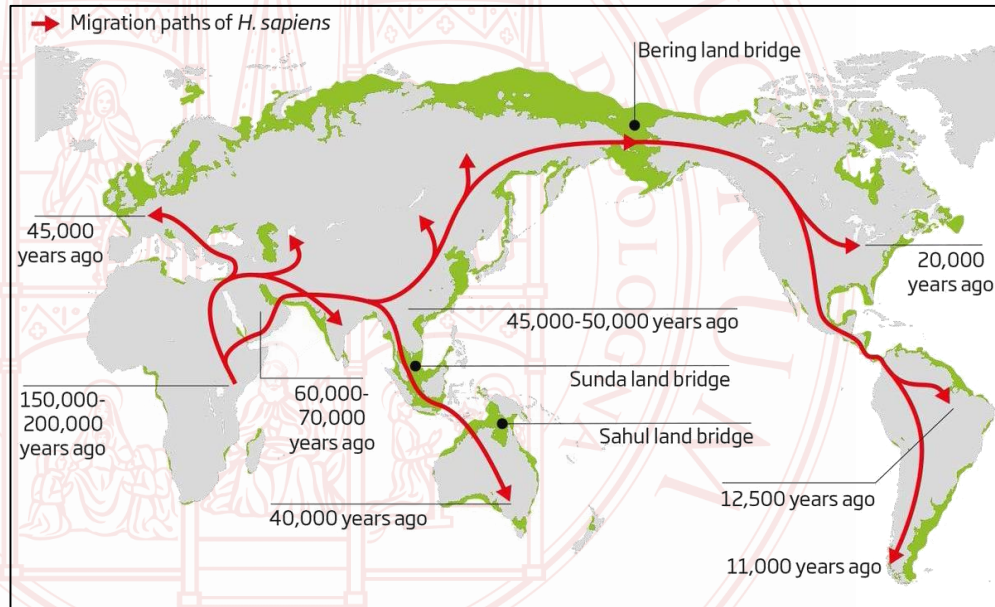 Migration paths of H. sapiens
Bering land bridge
45,000
years ago
20,000
years ago
45,000-50,000 years ago
Sunda land bridge
150,000-
200,000
years ago
60,000-
70,000
years ago
Sahul land bridge
12,500 years ago
40,000 years ago
11,000 years ago